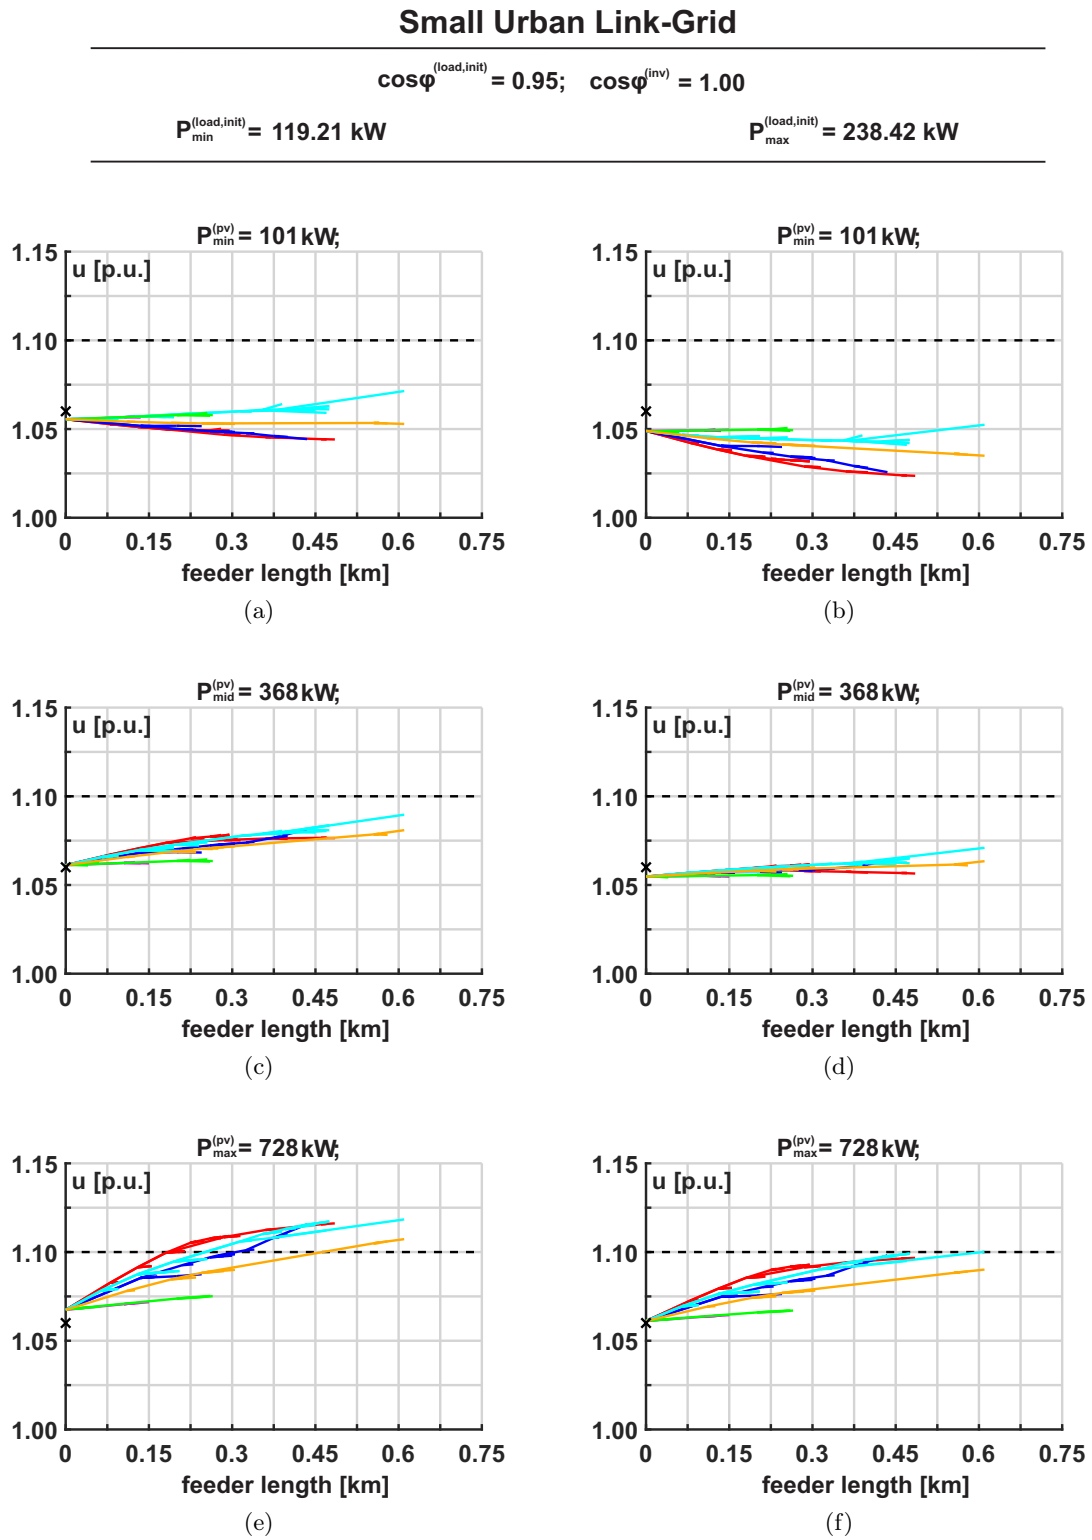 Small Urban Link-Grid
cosφ(load,init) = 0.95; cosφ(inv) = 1.00
P(load,init)min = 119.21 kW P(load,init)max = 238.42 kW
P(pv)min = 101 kW; P(pv)min = 101 kW;
1.15 u [p.u.] 1.15 u [p.u.]
1.10 1.10
1.05 1.05
1.00 1.00
0 0.15 0.3 0.45 0.6 0.75 0 0.15 0.3 0.45 0.6 0.75
feeder length [km] feeder length [km]
(a) (b)
P(pv)mid = 368 kW; P(pv)mid = 368 kW;
1.15 u [p.u.] 1.15 u [p.u.]
1.10 1.10
1.05 1.05
1.00 1.00
0 0.15 0.3 0.45 0.6 0.75 0 0.15 0.3 0.45 0.6 0.75
feeder length [km] feeder length [km]
(c) (d)
P(pv)max = 728 kW; P(pv)max = 728 kW;
1.15 u [p.u.] 1.15 u [p.u.]
1.10 1.10
1.05 1.05
1.00 1.00
0 0.15 0.3 0.45 0.6 0.75 0 0.15 0.3 0.45 0.6 0.75
feeder length [km] feeder length [km]
(e) (f)